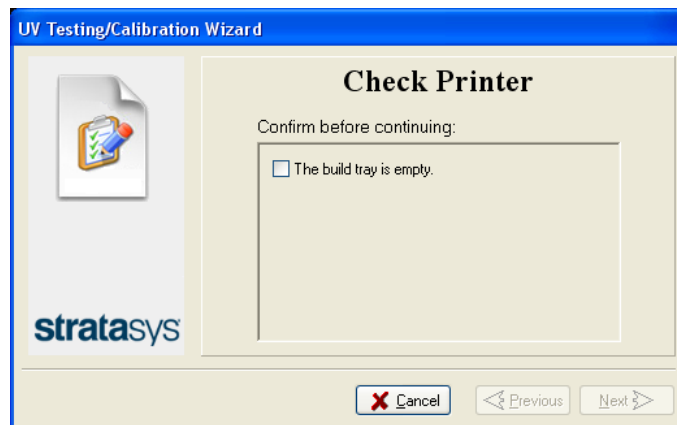 UV Testing/Calibration Wizard
Check Printer
Confirm before continuing:
The build tray is empty.
stratasys
Cancel
Previous
Next